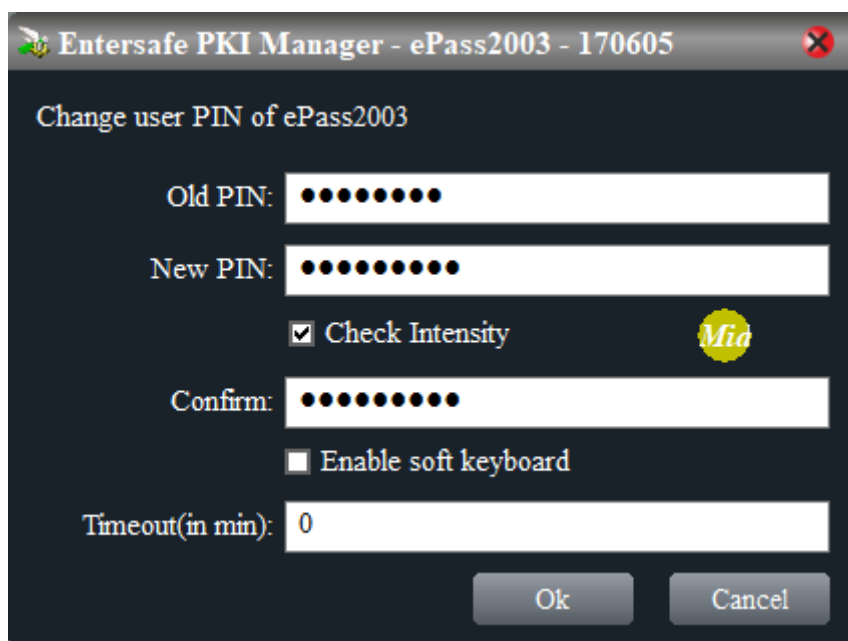 Entersafe PKI Manager - ePass2003 - 170605
Change user PIN of ePass2003
Old PIN: ●●●●●●●●
New PIN: ●●●●●●●●●
Check Intensity Mid
Confirm: ●●●●●●●●●
Enable soft keyboard
Timeout(in min): 0
Ok Cancel